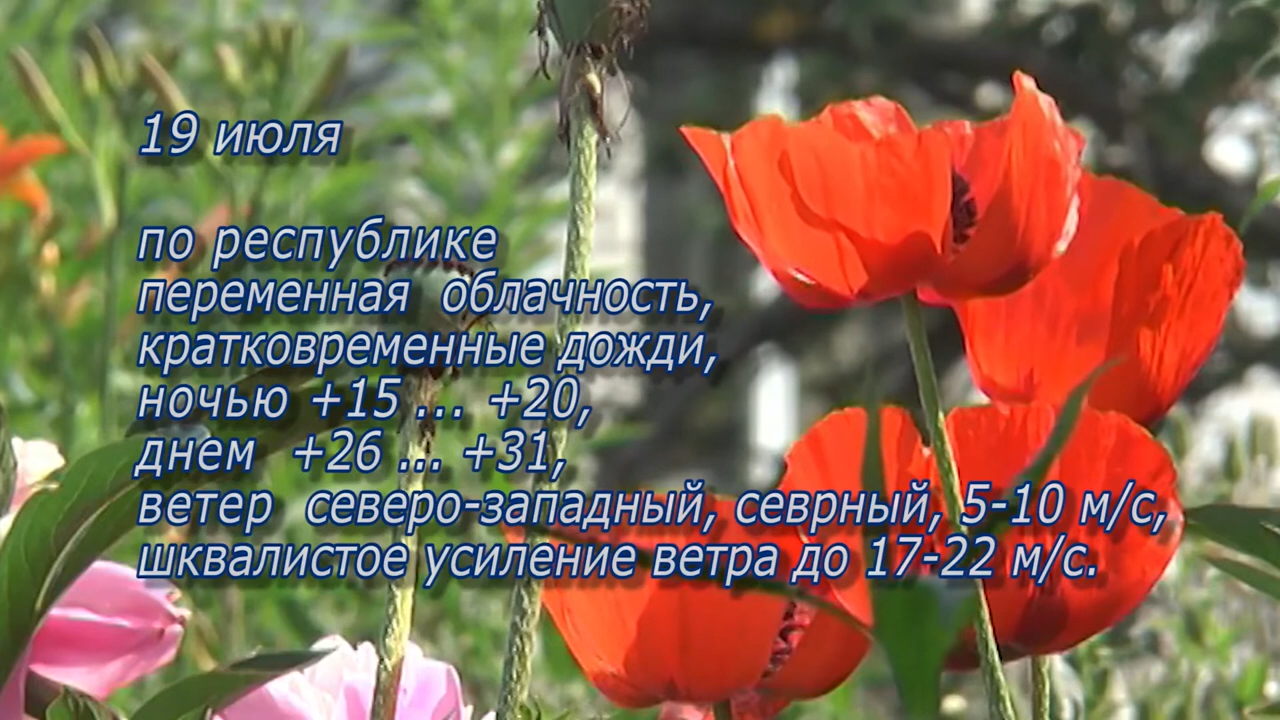 19 июля
по республике
переменная облачность,
кратковременные дожди,
ночью +15 ... +20,
днем +26 ... +31,
ветер северо-западный, севрный, 5-10 м/с,
шквалистое усиление ветра до 17-22 м/с.